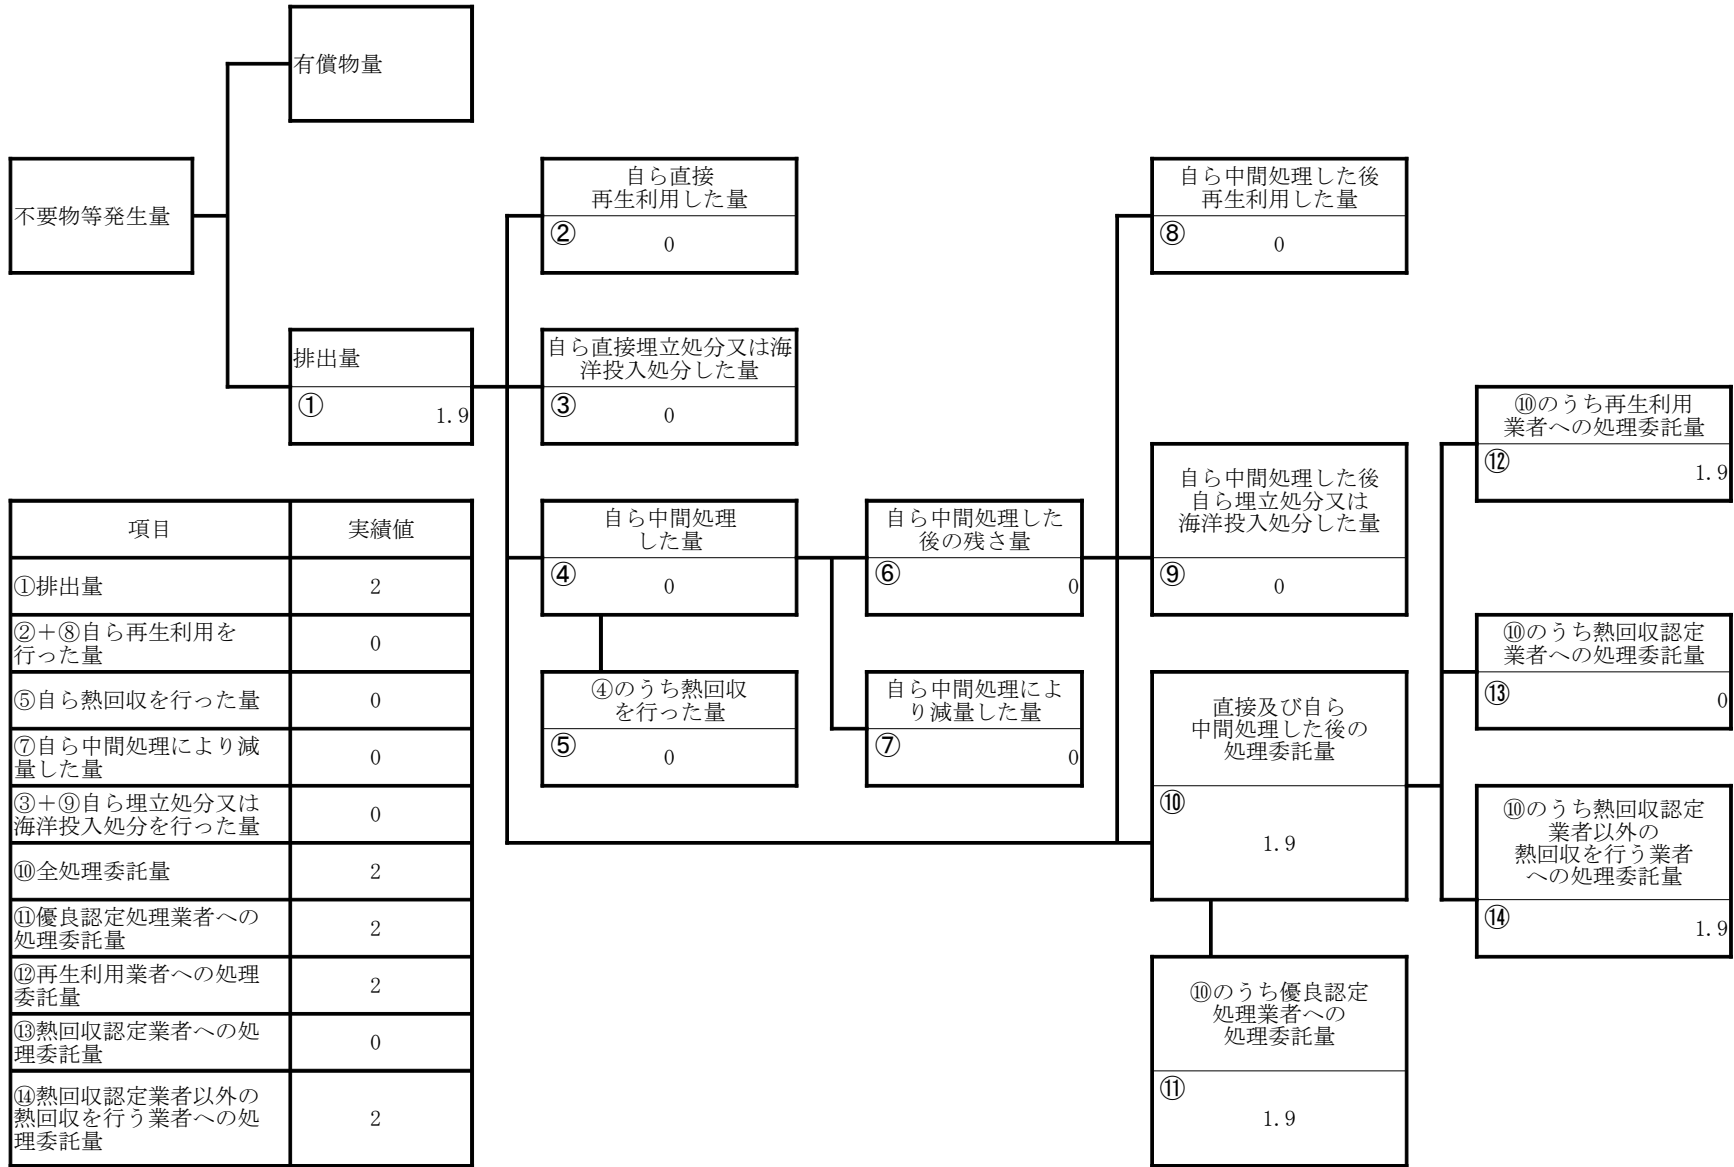 有償物量
不要物等発生量
自ら直接
再生利用した量
②
0
自ら中間処理した後
再生利用した量
⑧
0
排出量
①
1.9
自ら直接埋立処分又は海
洋投入処分した量
③
0
⑩のうち再生利用
業者への処理委託量
⑫
1.9
自ら中間処理
した量
④
0
自ら中間処理した
後の残さ量
⑥
0
自ら中間処理した後
自ら埋立処分又は
海洋投入処分した量
⑨
0
⑩のうち熱回収認定
業者への処理委託量
⑬
0
④のうち熱回収
を行った量
⑤
0
自ら中間処理によ
り減量した量
⑦
0
直接及び自ら
中間処理した後の
処理委託量
⑩
1.9
⑩のうち熱回収認定
業者以外の
熱回収を行う業者
への処理委託量
⑭
1.9
⑩のうち優良認定
処理業者への
処理委託量
⑪
1.9
項目 実績値
①排出量 2
②+⑧自ら再生利用を
行った量 0
⑤自ら熱回収を行った量 0
⑦自ら中間処理により減
量した量 0
③+⑨自ら埋立処分又は
海洋投入処分を行った量 0
⑩全処理委託量 2
⑪優良認定処理業者への
処理委託量 2
⑫再生利用業者への処理
委託量 2
⑬熱回収認定業者への処
理委託量 0
⑭熱回収認定業者以外の
熱回収を行う業者への処
理委託量 2